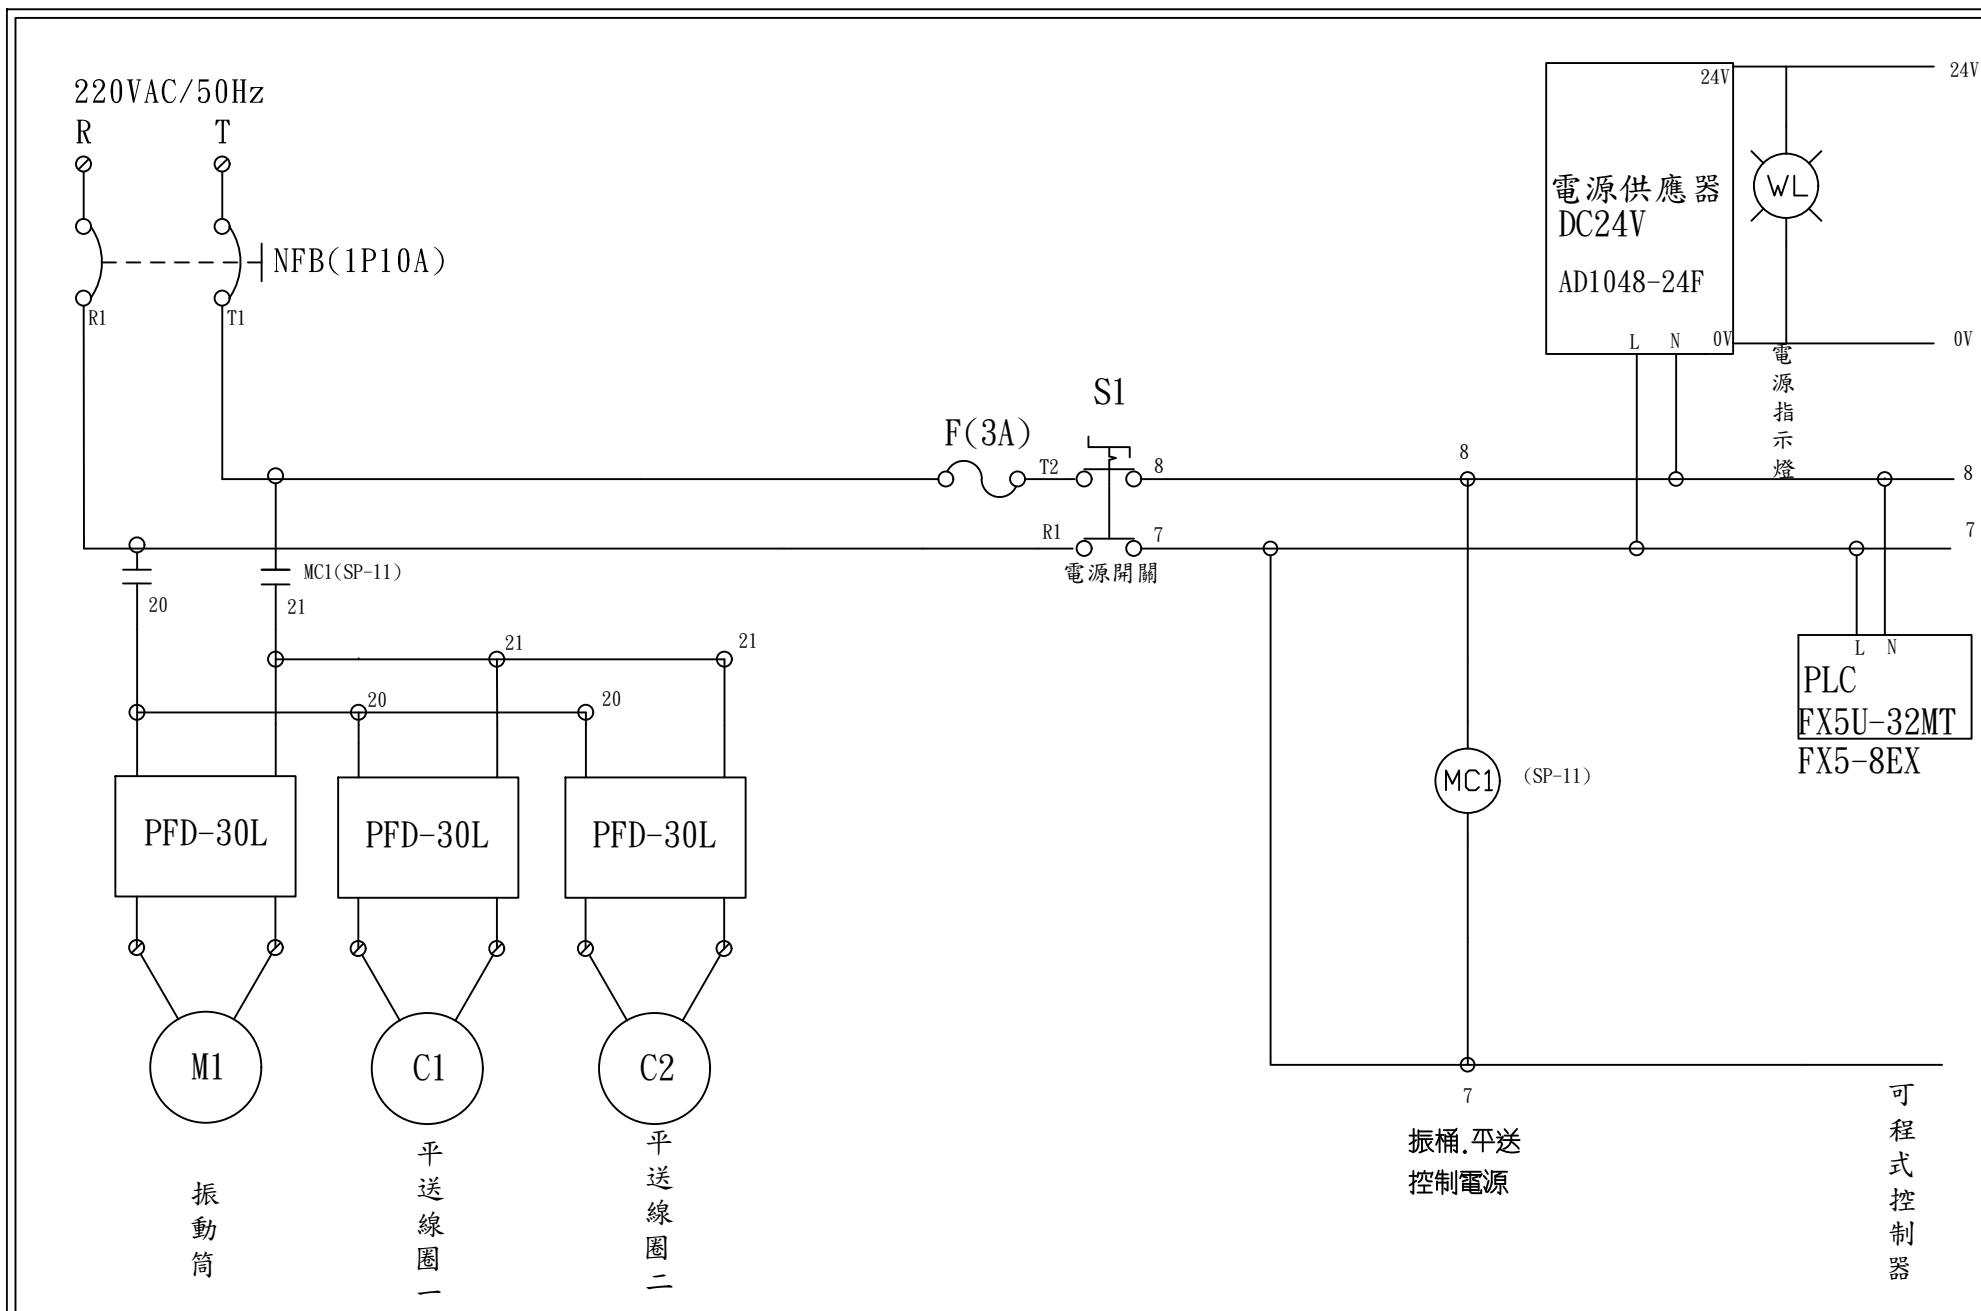 220VAC/50Hz
R
T
NFB(1P10A)
R1
T1
24V
24V
電源供應器
DC24V
AD1048-24F
L
N
0V
0V
WL
電源指示燈
S1
F(3A)
T2
8
8
8
R1
7
7
電源開關
MC1(SP-11)
20
21
21
21
20
20
L
N
PLC
FX5U-32MT
FX5-8EX
MC1
(SP-11)
PFD-30L
PFD-30L
PFD-30L
M1
C1
C2
7
振動筒
平送線圈一
平送線圈二
振桶.平送
控制電源
可程式控制器